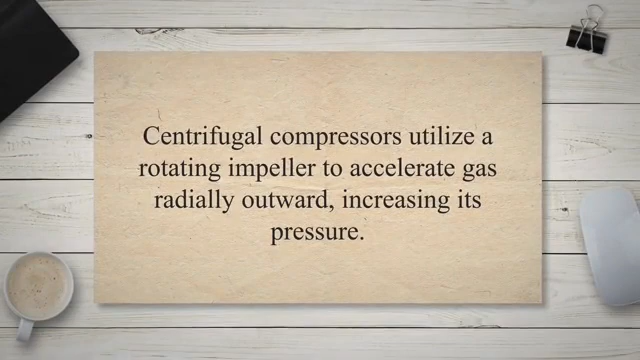 Centrifugal compressors utilize a
rotating impeller to accelerate gas
radially outward, increasing its
pressure.